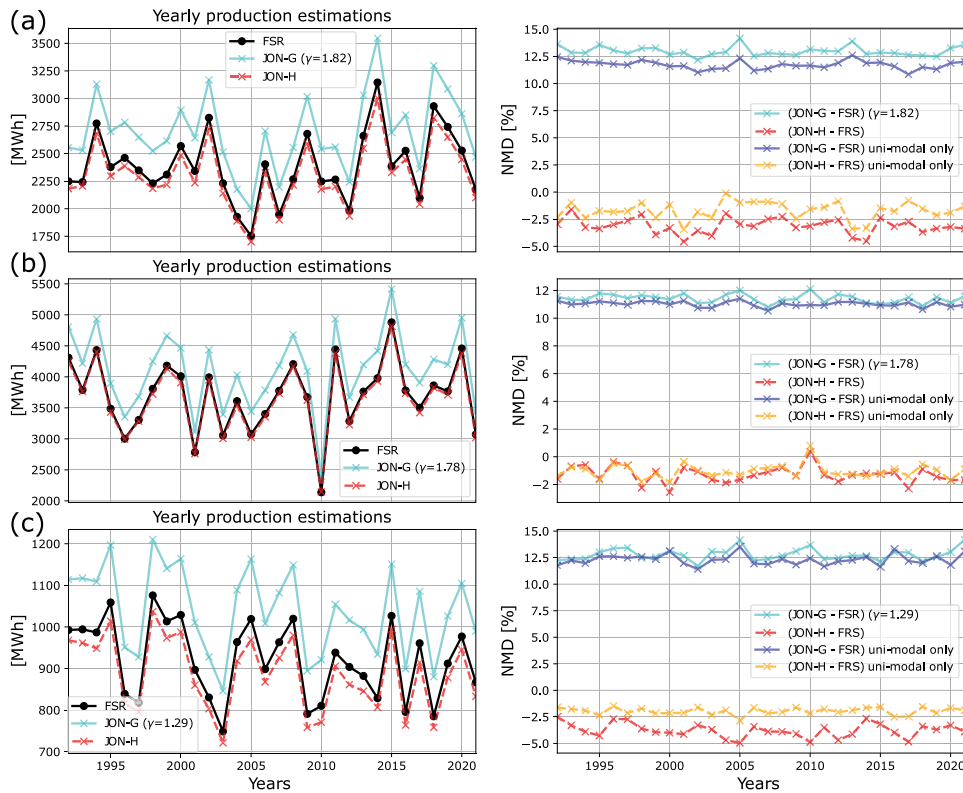 (a)
Yearly production estimations
[MWh]
3500
3250
3000
2750
2500
2250
2000
1750
FSR
JON-G (γ=1.82)
JON-H
NMD [%]
15.0
12.5
10.0
7.5
5.0
2.5
0.0
−2.5
−5.0
(JON-G - FSR) (γ=1.82)
(JON-H - FRS)
(JON-G - FSR) uni-modal only
(JON-H - FRS) uni-modal only
(b)
Yearly production estimations
[MWh]
5500
5000
4500
4000
3500
3000
2500
2000
FSR
JON-G (γ=1.78)
JON-H
NMD [%]
12
10
8
6
4
2
0
−2
(JON-G - FSR) (γ=1.78)
(JON-H - FRS)
(JON-G - FSR) uni-modal only
(JON-H - FRS) uni-modal only
(c)
Yearly production estimations
[MWh]
1200
1100
1000
900
800
700
FSR
JON-G (γ=1.29)
JON-H
1995 2000 2005 2010 2015 2020
Years
NMD [%]
15.0
12.5
10.0
7.5
5.0
2.5
0.0
−2.5
−5.0
(JON-G - FSR) (γ=1.29)
(JON-H - FRS)
(JON-G - FSR) uni-modal only
(JON-H - FRS) uni-modal only
1995 2000 2005 2010 2015 2020
Years